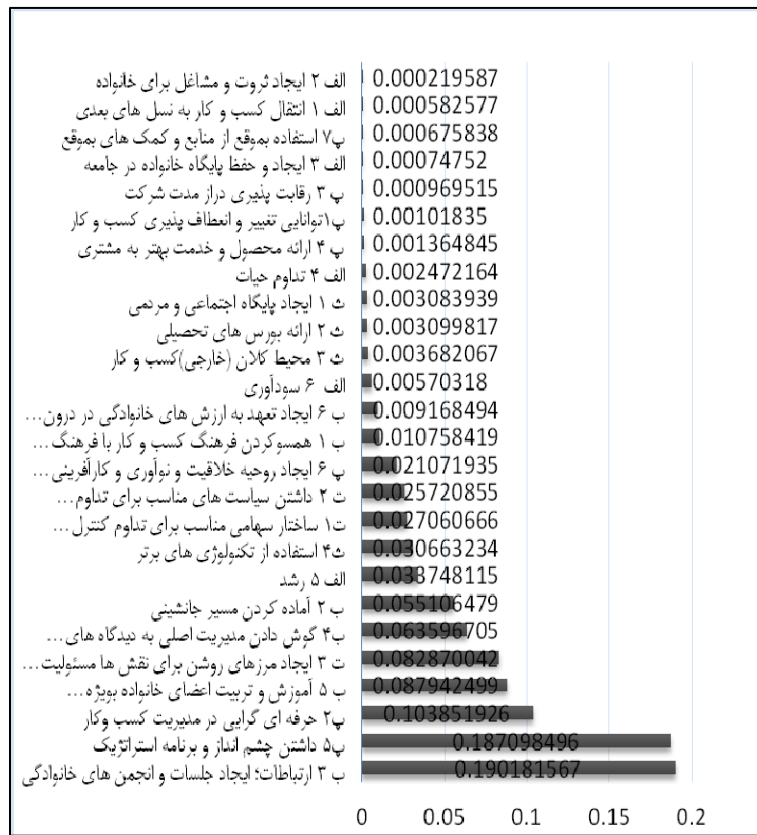 الف ۲ ایجاد ثروت و مشاغل برای خانواده 0.000219587
الف ۱ انتقال کسب و کار به نسل های بعدی 0.000582577
پ۷ استفاده بموقع از منابع و کمک های بموقع 0.000675838
الف ۳ ایجاد و حفظ پایگاه خانواده در جامعه 0.00074752
پ ۳ رقابت پذیری دراز مدت شرکت 0.000969515
پ۱توانایی تغییر و انعطاف پذیری کسب و کار 0.00101835
پ ۴ ارائه محصول و خدمت بهتر به مشتری 0.001364845
الف ۴ تداوم حیات 0.002472164
ث ۱ ایجاد پایگاه اجتماعی و مردمی 0.003083939
ث ۲ ارائه بورس های تحصیلی 0.003099817
ث ۳ محیط کلان (خارجی)کسب و کار 0.003682067
الف ۶ سودآوری 0.00570318
ب ۶ ایجاد تعهد به ارزش های خانوادگی در درون... 0.009168494
ب ۱ همسوکردن فرهنگ کسب و کار با فرهنگ... 0.010758419
پ ۶ ایجاد روحیه خلاقیت و نوآوری و کارآفرینی... 0.021071935
ت ۲ داشتن سیاست های مناسب برای تداوم... 0.025720855
ت۱ ساختار سهامی مناسب برای تداوم کنترل... 0.027060666
ث۴ استفاده از تکنولوژی های برتر 0.030663234
الف ۵ رشد 0.033748115
ب ۲ آماده کردن مسیر جانشینی 0.055106479
ب۴ گوش دادن مدیریت اصلی به دیدگاه های... 0.063596705
ت ۳ ایجاد مرزهای روشن برای نقش ها مسئولیت... 0.082870042
ب ۵ آموزش و تربیت اعضای خانواده بویژه... 0.087942499
پ۲ حرفه ای گرایی در مدیریت کسب وکار 0.103851926
پ۵ داشتن چشم انداز و برنامه استراتژیک 0.187098496
ب ۳ ارتباطات؛ ایجاد جلسات و انجمن های خانوادگی 0.190181567
0 0.05 0.1 0.15 0.2